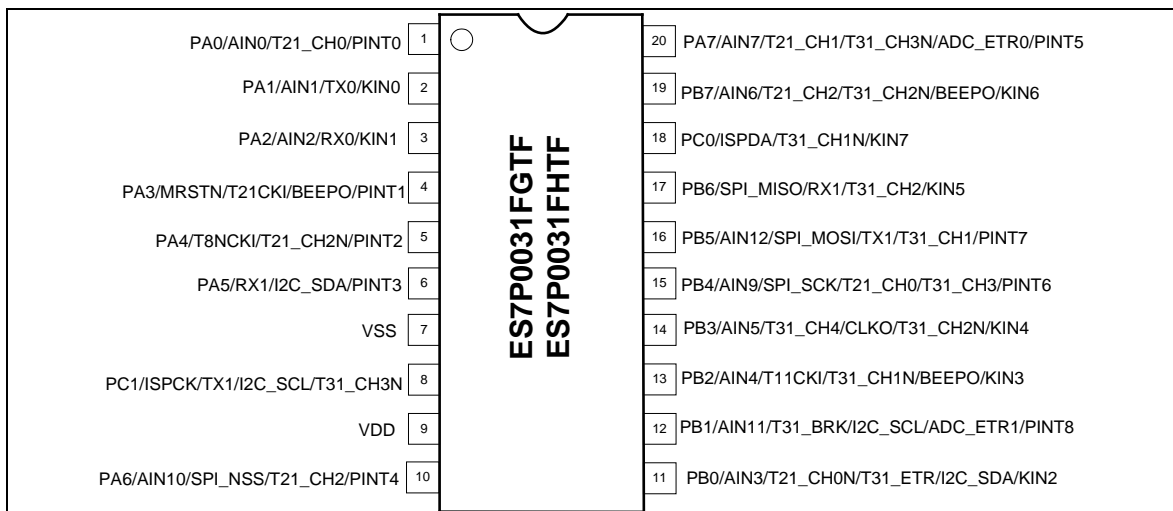 PA0/AIN0/T21_CH0/PINT0 1
PA1/AIN1/TX0/KIN0 2
PA2/AIN2/RX0/KIN1 3
PA3/MRSTN/T21CKI/BEEPO/PINT1 4
PA4/T8NCKI/T21_CH2N/PINT2 5
PA5/RX1/I2C_SDA/PINT3 6
VSS 7
PC1/ISPCK/TX1/I2C_SCL/T31_CH3N 8
VDD 9
PA6/AIN10/SPI_NSS/T21_CH2/PINT4 10
ES7P0031FGTF
ES7P0031FHTF
20 PA7/AIN7/T21_CH1/T31_CH3N/ADC_ETR0/PINT5
19 PB7/AIN6/T21_CH2/T31_CH2N/BEEPO/KIN6
18 PC0/ISPDA/T31_CH1N/KIN7
17 PB6/SPI_MISO/RX1/T31_CH2/KIN5
16 PB5/AIN12/SPI_MOSI/TX1/T31_CH1/PINT7
15 PB4/AIN9/SPI_SCK/T21_CH0/T31_CH3/PINT6
14 PB3/AIN5/T31_CH4/CLKO/T31_CH2N/KIN4
13 PB2/AIN4/T11CKI/T31_CH1N/BEEPO/KIN3
12 PB1/AIN11/T31_BRK/I2C_SCL/ADC_ETR1/PINT8
11 PB0/AIN3/T21_CH0N/T31_ETR/I2C_SDA/KIN2